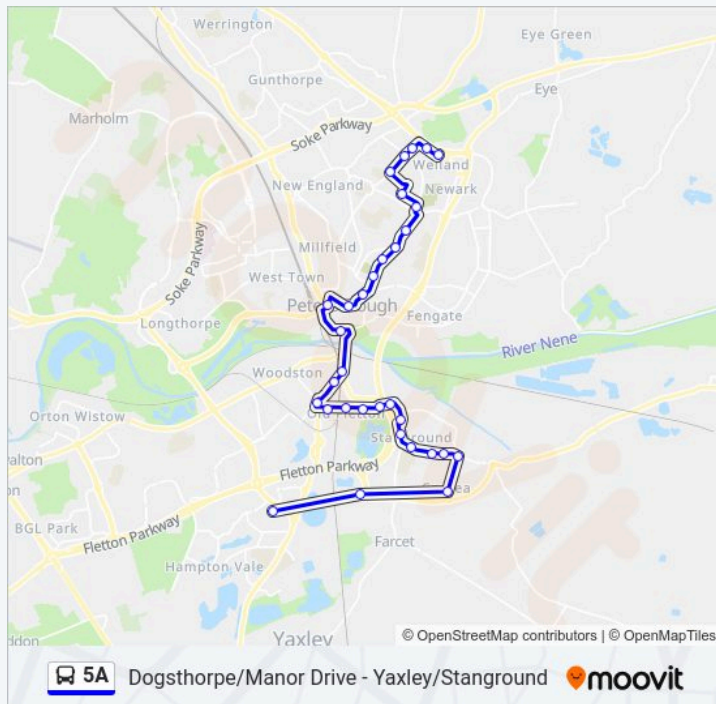 Werrington
Eye Green
Gunthorpe
Eye
Marholm
Soke Parkway
Welland
New England
Newark
Millfield
Soke Parkway
West Town
Longthorpe
Fengate
River Nene
Woodston
Orton Wistow
Old Fletton
Stanground
Fletton Parkway
BGL Park
Fletton Parkway
Farcet
Hampton Vale
Yaxley
© OpenStreetMap contributors | © OpenMapTiles
5A Dogsthorpe/Manor Drive - Yaxley/Stanground moovit